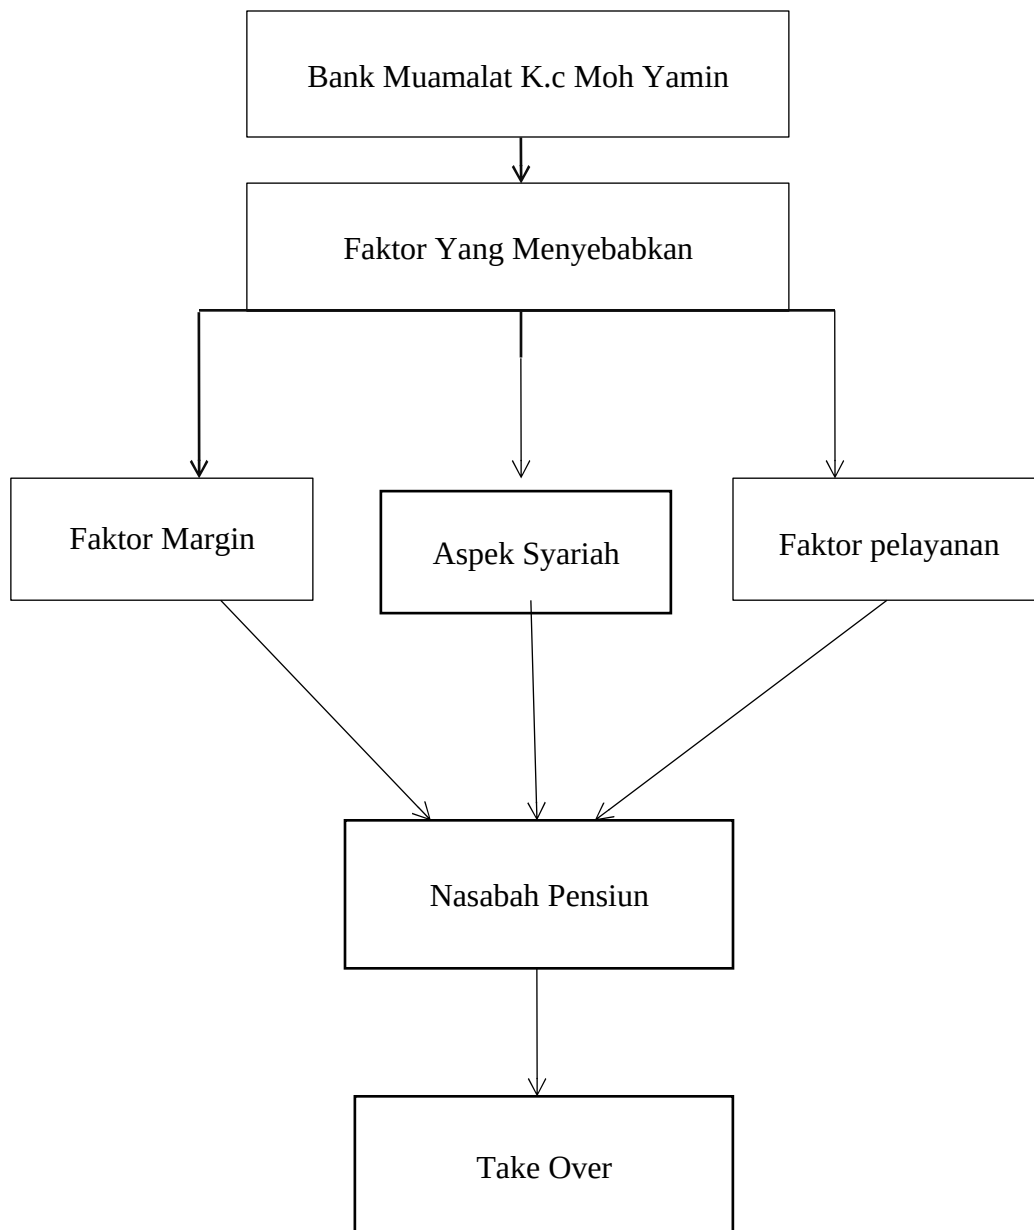 Bank Muamalat K.c Moh Yamin
Faktor Yang Menyebabkan
Faktor Margin
Aspek Syariah
Faktor pelayanan
Nasabah Pensiun
Take Over